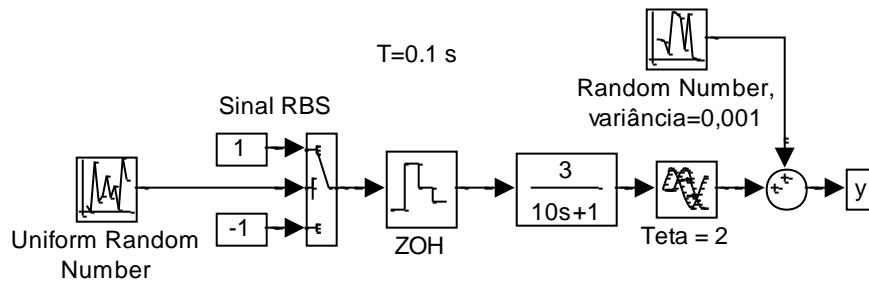 T=0.1 s
Random Number,
variância=0,001
Sinal RBS
1
3
10s+1
y
-1
Uniform Random
Number
ZOH
Teta = 2